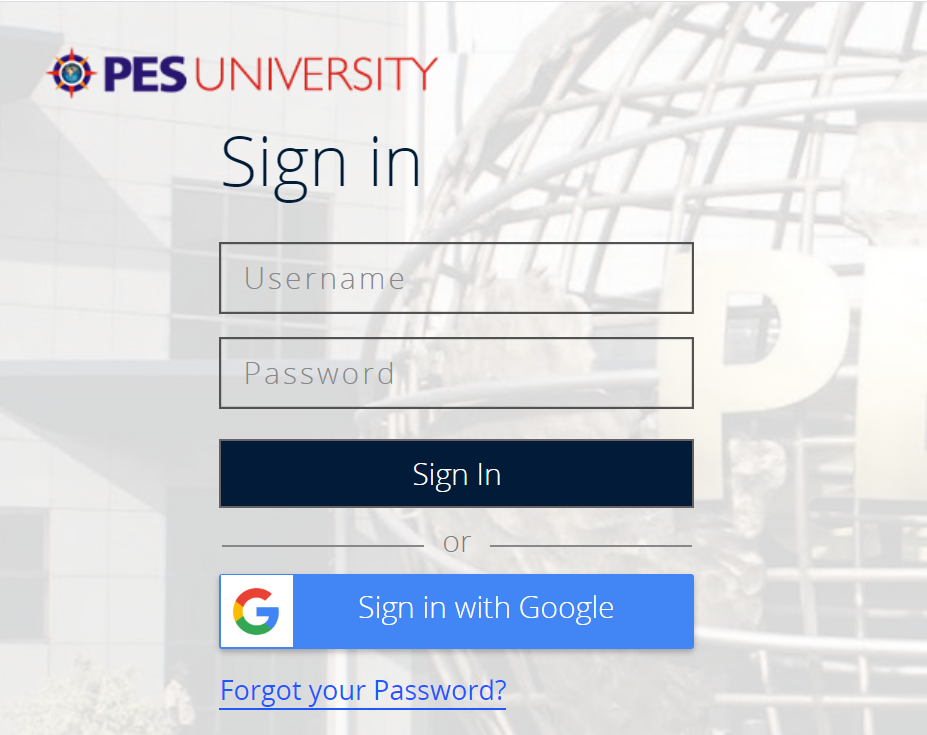 PES UNIVERSITY
Sign in
Username
Password
Sign In
or
Sign in with Google
Forgot your Password?